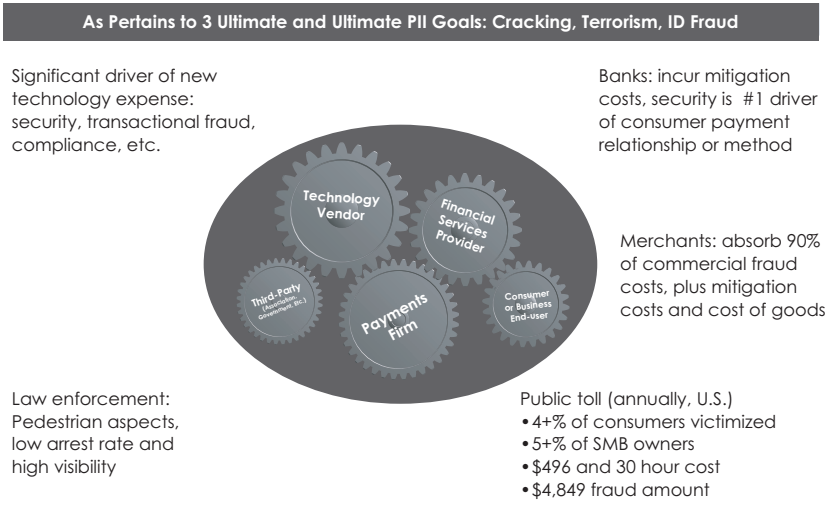 As Pertains to 3 Ultimate and Ultimate PII Goals: Cracking, Terrorism, ID Fraud
Significant driver of new
technology expense:
security, transactional fraud,
compliance, etc.
Banks: incur mitigation
costs, security is #1 driver
of consumer payment
relationship or method
Technology
Vendor
Financial
Services
Provider
Merchants: absorb 90%
of commercial fraud
costs, plus mitigation
costs and cost of goods
Third-Party
(Association,
Government, Etc.)
Payments
Firm
Consumer
or Business
End-user
Law enforcement:
Pedestrian aspects,
low arrest rate and
high visibility
Public toll (annually, U.S.)
• 4+% of consumers victimized
• 5+% of SMB owners
• $496 and 30 hour cost
• $4,849 fraud amount